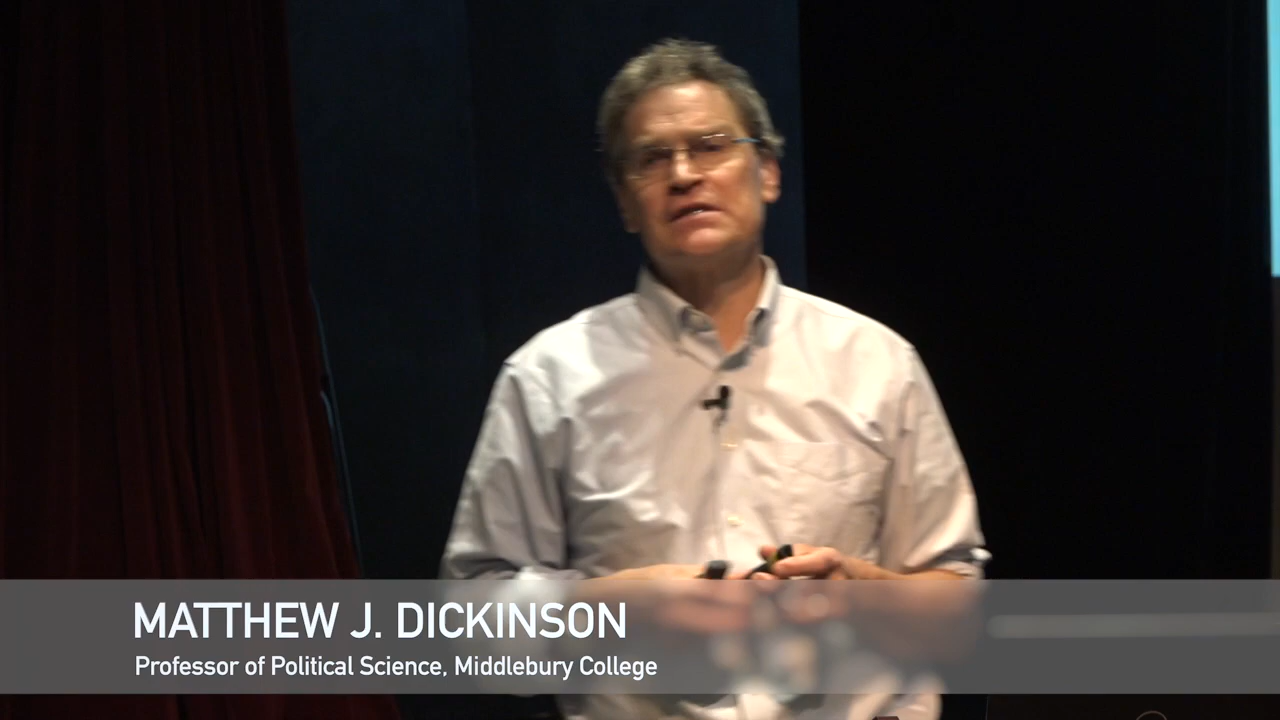 MATTHEW J. DICKINSON
Professor of Political Science, Middlebury College